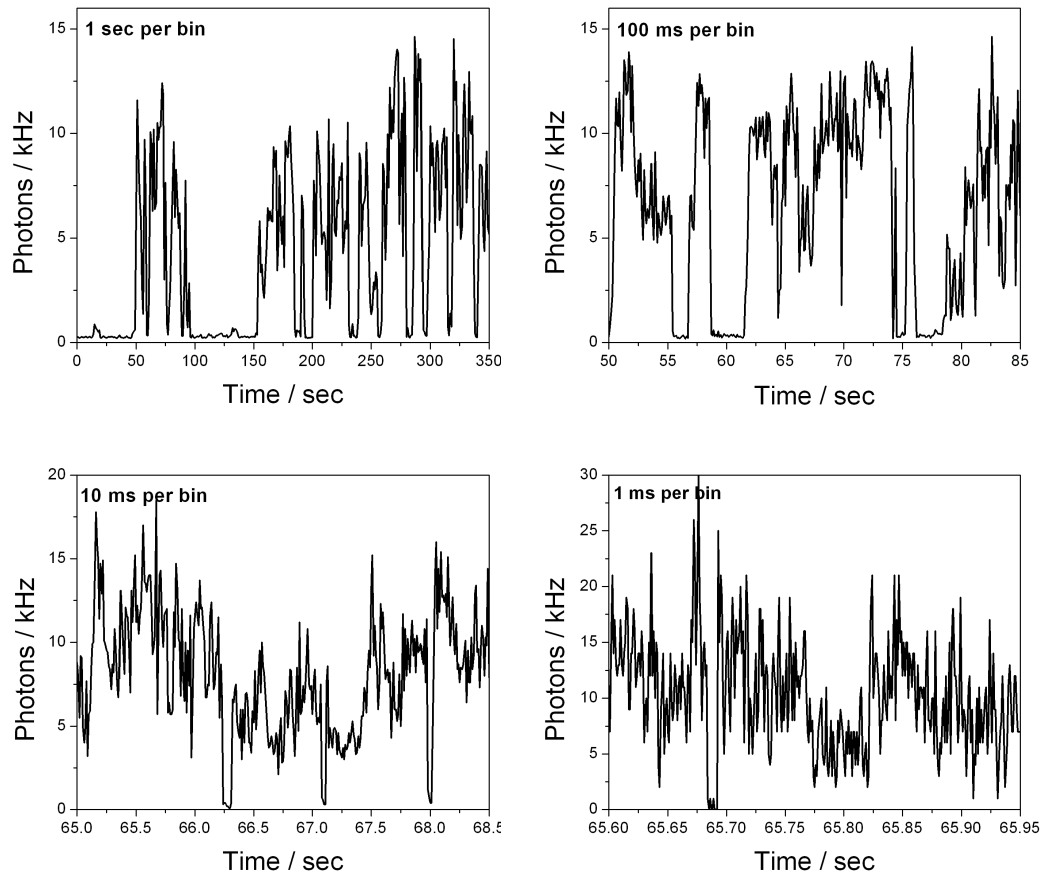 1 sec per bin
15
10
5
0
Photons / kHz
0 50 100 150 200 250 300 350
Time / sec
100 ms per bin
15
10
5
0
Photons / kHz
50 55 60 65 70 75 80 85
Time / sec
10 ms per bin
20
15
10
5
0
Photons / kHz
65.0 65.5 66.0 66.5 67.0 67.5 68.0 68.5
Time / sec
1 ms per bin
30
25
20
15
10
5
0
Photons / kHz
65.60 65.65 65.70 65.75 65.80 65.85 65.90 65.95
Time / sec